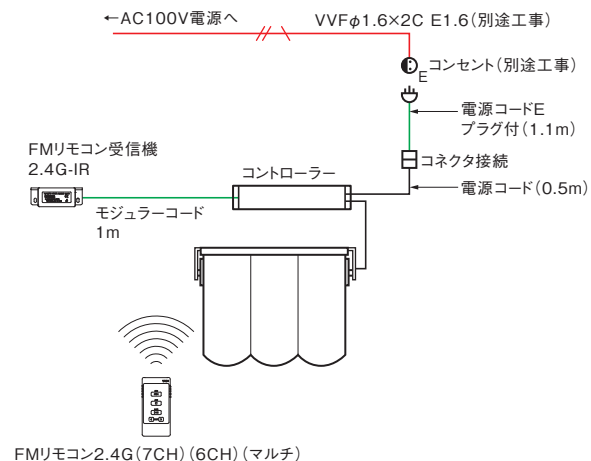 ←AC100V電源へ
VVFφ1.6×2C E1.6(別途工事)
コンセント(別途工事)
E
電源コードE
プラグ付(1.1m)
FMリモコン受信機
2.4G-IR
コントローラー
コネクタ接続
電源コード(0.5m)
モジュラーコード
1m
FMリモコン2.4G(7CH)(6CH)(マルチ)